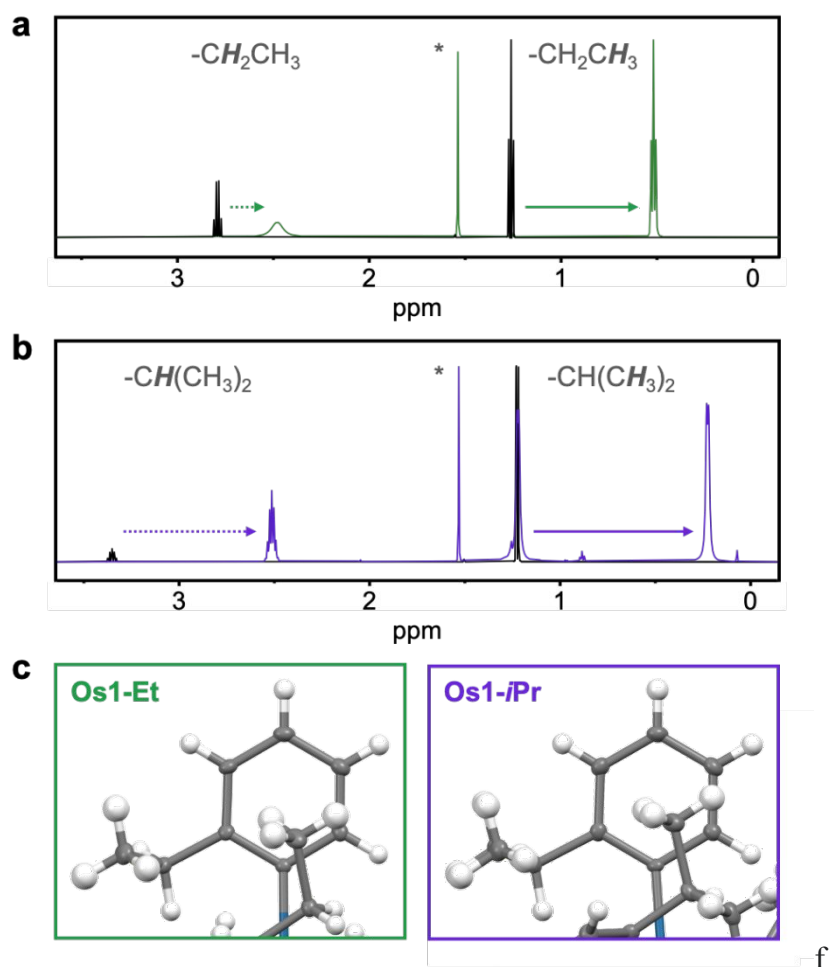 a
-CH₂CH₃ * -CH₂CH₃
3 2 1 0
ppm
b
-CH(CH₃)₂ * -CH(CH₃)₂
3 2 1 0
ppm
c
Os1-Et Os1-iPr
f